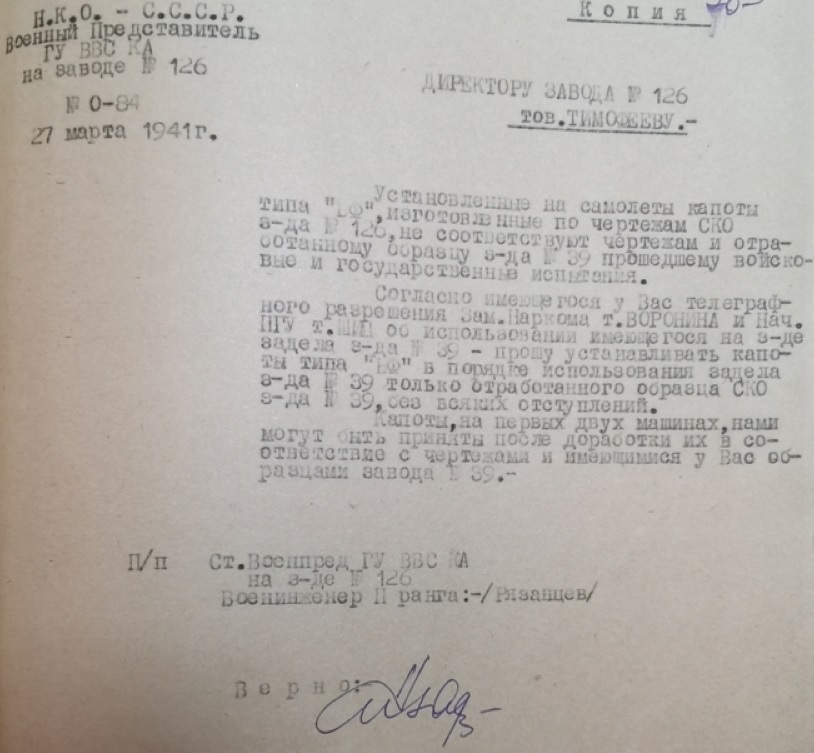 Н.К.О. - С.С.С.Р.
Военный Представитель
ГУ ВВС КА
на заводе № 126
№ 0-84
27 марта 1941г.
Копия
ДИРЕКТОРУ ЗАВОДА № 126
тов.ТИМОФЕЕВУ.-
Установленные на самолеты капоты
типа "ЕФ",изготовленные по чертежам СКО
з-да № 126,не соответствуют чертежам и отра-
ботанному образцу з-да № 39 прошедшему войско-
вые и государственные испытания.
Согласно имеющегося у Вас телеграф-
ного разрешения Зам.Наркома т.ВОРОНИНА и Нач.
ПГУ т. об использовании имеющегося на з-де
задела з-да № 39 - прошу устанавливать капо-
ты типа "ЕФ" в порядке использования задела
з-да № 39 только отработанного образца СКО
з-да № 39,без всяких отступлений.
Капоты,на первых двух машинах,нами
могут быть приняты после доработки их в со-
ответствие с чертежами и имеющимися у Вас об-
разцами завода № 39.-
П/п Ст.Военпред ГУ ВВС КА
на з-де № 126
Военинженер П ранга:-/Рязанцев/
Верно: